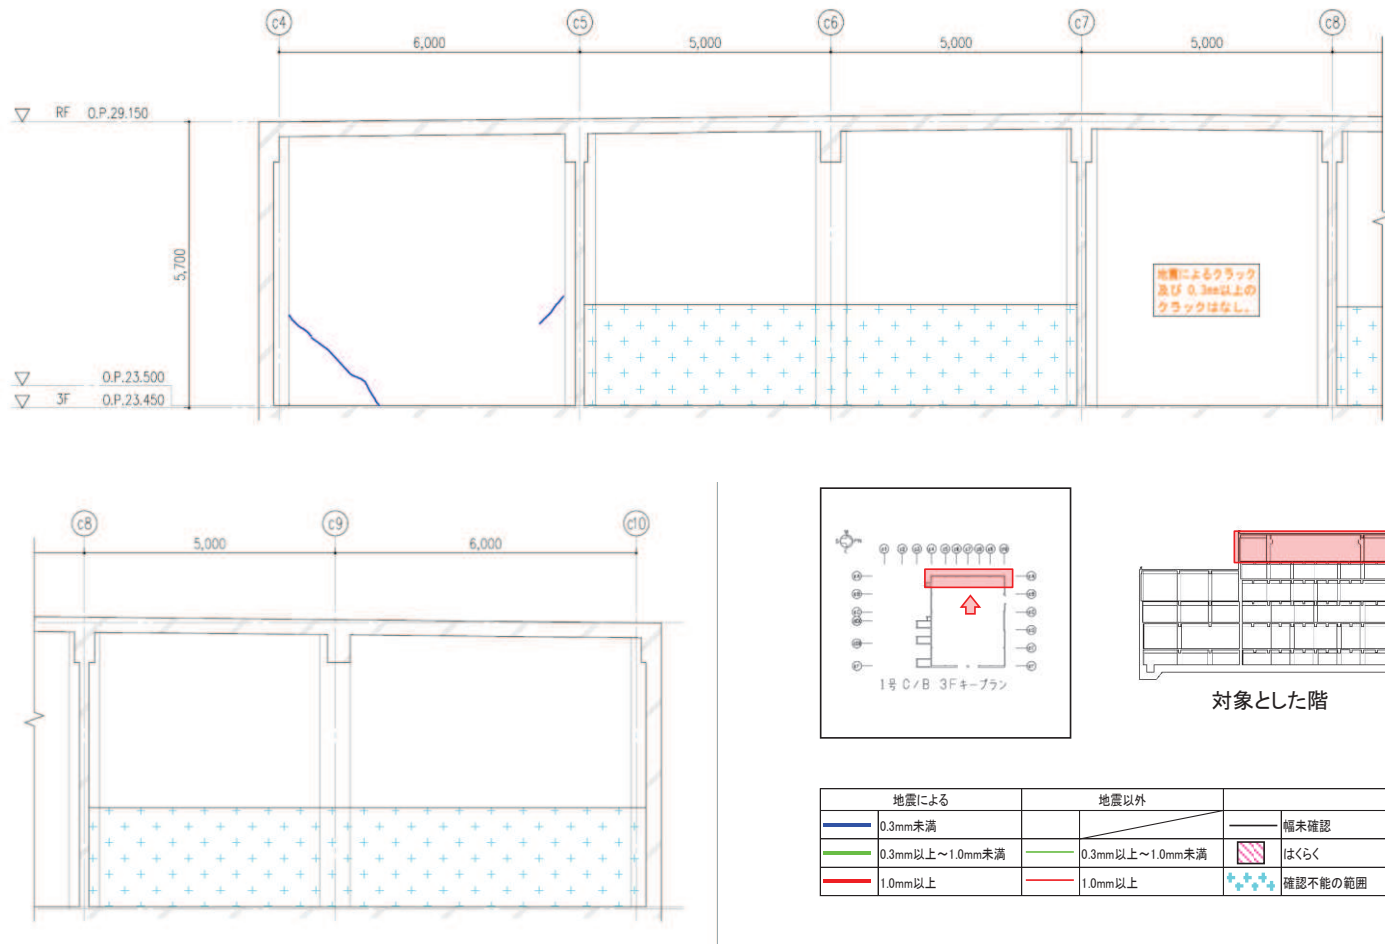 c4 c5 c6 c7 c8
6,000 5,000 5,000 5,000
RF O.P.29.150
5,700
地震によるクラック
及び 0.3mm以上の
クラックはなし。
O.P.23.500
3F O.P.23.450
c8 c9 c10
5,000 6,000
1号 C/B 3Fキープラン
対象とした階
地震による 地震以外
0.3mm未満 幅未確認
0.3mm以上～1.0mm未満 0.3mm以上～1.0mm未満 はくらく
1.0mm以上 1.0mm以上 確認不能の範囲